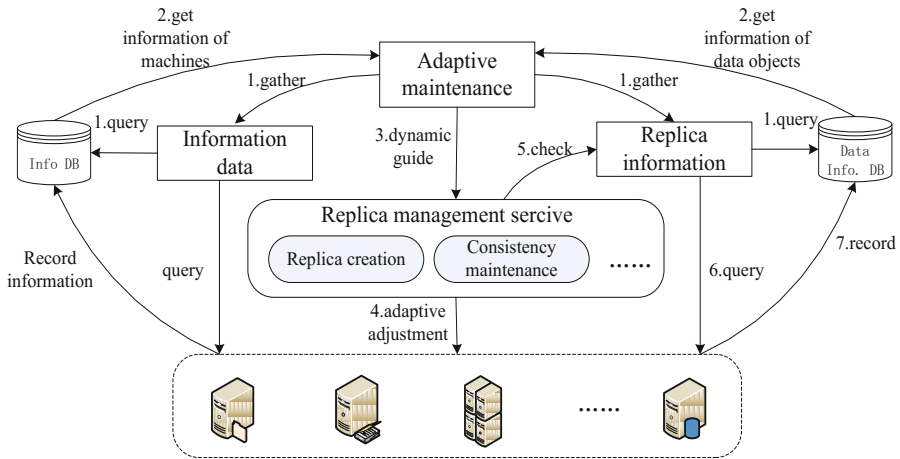 2.get
information of
machines
Adaptive
maintenance
2.get
information of
data objects
1.gather
1.gather
1.query
Information
data
3.dynamic
guide
5.check
Replica
information
1.query
Info DB
Data
Info. DB
Replica management sercive
Replica creation
Consistency
maintenance
......
Record
information
query
6.query
7.record
4.adaptive
adjustment
......